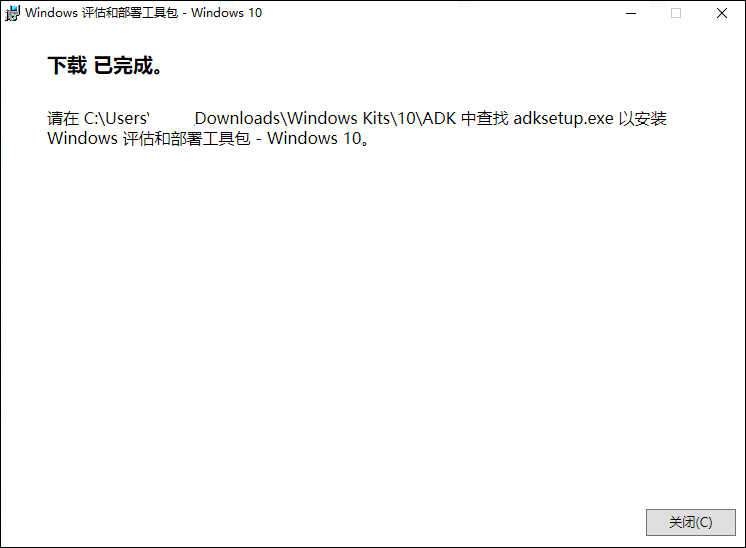 Windows 评估和部署工具包 - Windows 10
下载 已完成。
请在 C:\Users' Downloads\Windows Kits\10\ADK 中查找 adksetup.exe 以安装
Windows 评估和部署工具包 - Windows 10。
关闭(C)